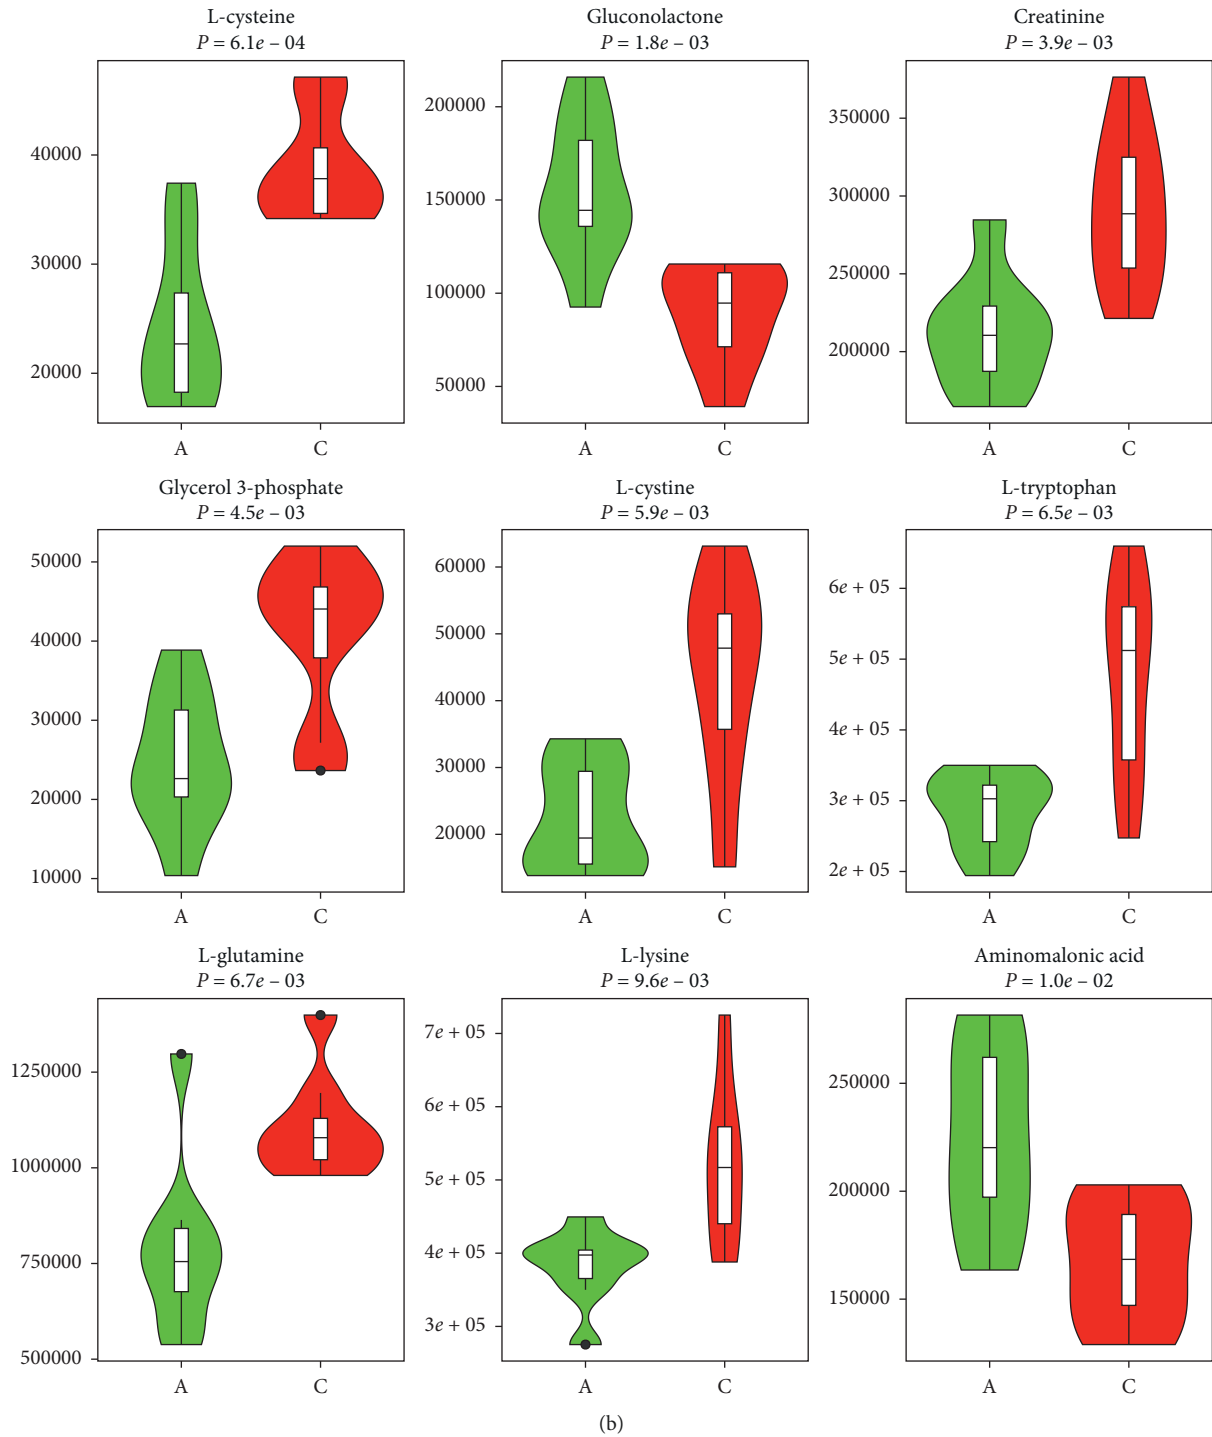 L-cysteine
P = 6.1e – 04
40000
30000
20000
A C
Gluconolactone
P = 1.8e – 03
200000
150000
100000
50000
A C
Creatinine
P = 3.9e – 03
350000
300000
250000
200000
A C
Glycerol 3-phosphate
P = 4.5e – 03
50000
40000
30000
20000
10000
A C
L-cystine
P = 5.9e – 03
60000
50000
40000
30000
20000
A C
L-tryptophan
P = 6.5e – 03
6e + 05
5e + 05
4e + 05
3e + 05
2e + 05
A C
L-glutamine
P = 6.7e – 03
1250000
1000000
750000
500000
A C
L-lysine
P = 9.6e – 03
7e + 05
6e + 05
5e + 05
4e + 05
3e + 05
A C
Aminomalonic acid
P = 1.0e – 02
250000
200000
150000
A C
(b)